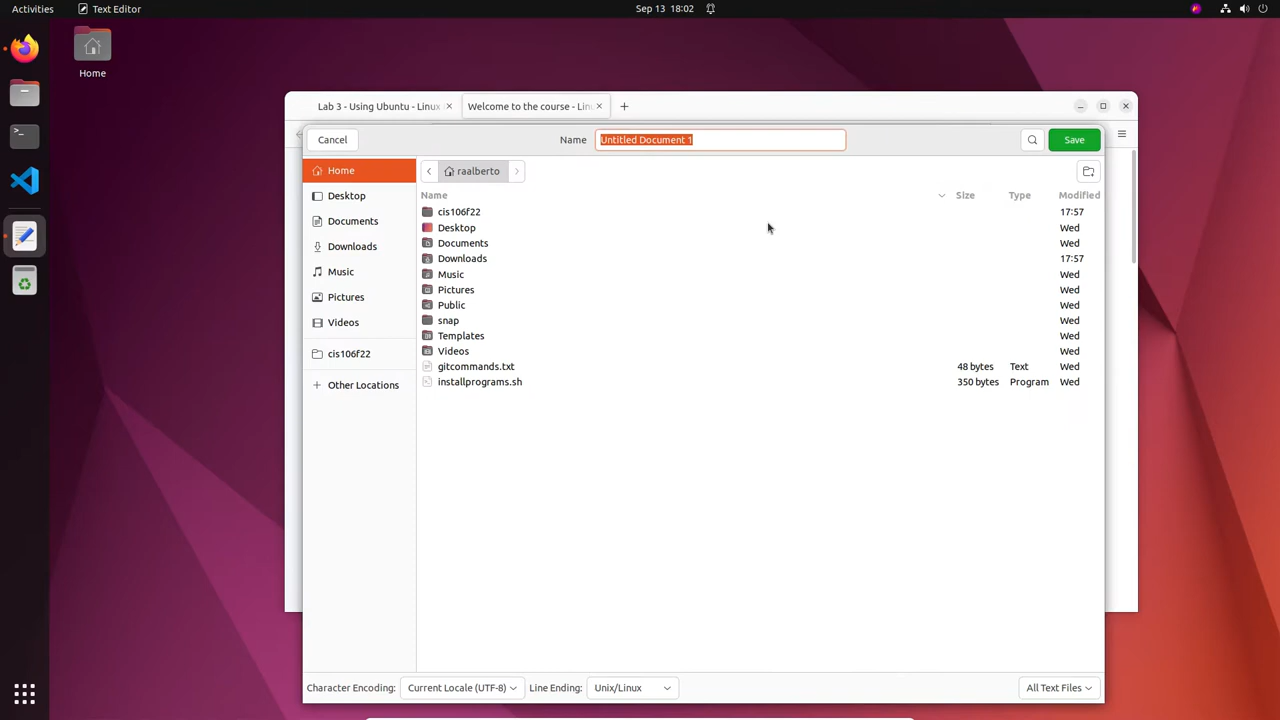 Activities Text Editor Sep 13 18:02
Home
Lab 3 - Using Ubuntu - Linux Welcome to the course - Lin
Cancel Name Untitled Document 1 Save
Home raalberto
Name Size Type Modified
Desktop
Documents
Downloads
Music
Pictures
Videos
cis106f22
Other Locations
cis106f22 17:57
Desktop Wed
Documents Wed
Downloads 17:57
Music Wed
Pictures Wed
Public Wed
snap Wed
Templates Wed
Videos Wed
gitcommands.txt 48 bytes Text Wed
installprograms.sh 350 bytes Program Wed
Character Encoding: Current Locale (UTF-8) Line Ending: Unix/Linux All Text Files